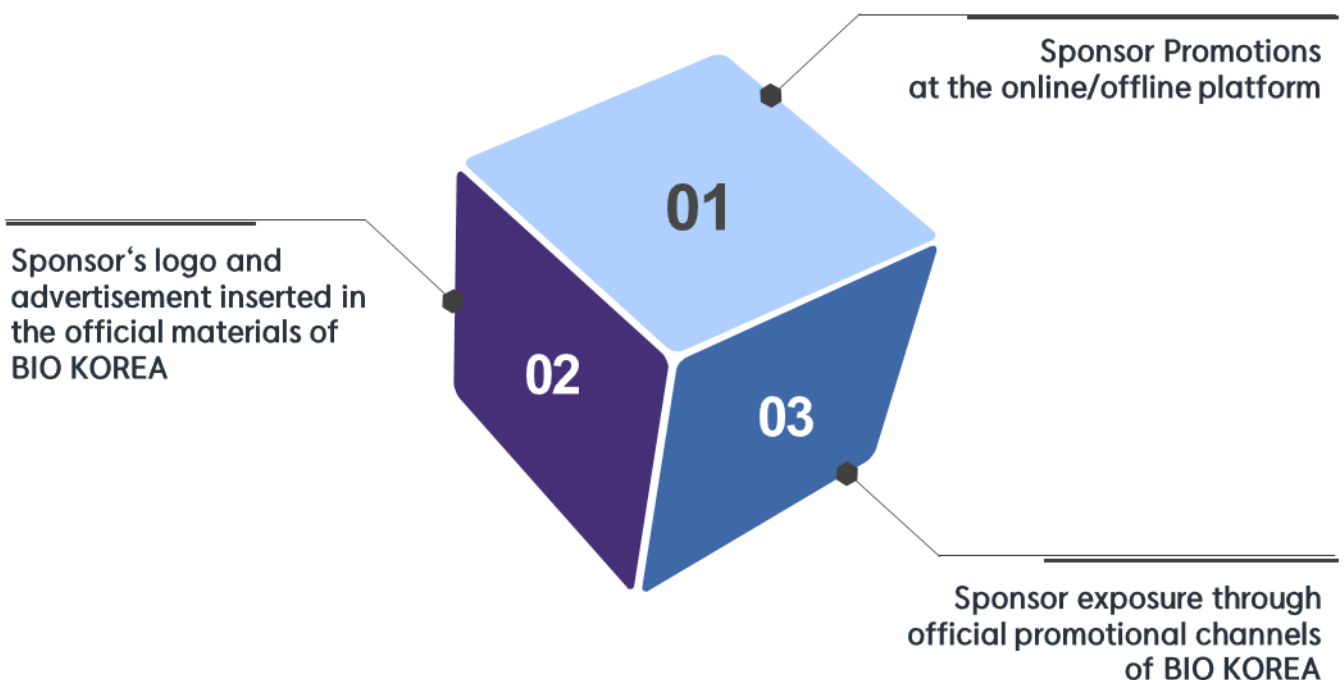 Sponsor Promotions
at the online/offline platform
01
Sponsor‘s logo and
advertisement inserted in
the official materials of
BIO KOREA
02
03
Sponsor exposure through
official promotional channels
of BIO KOREA